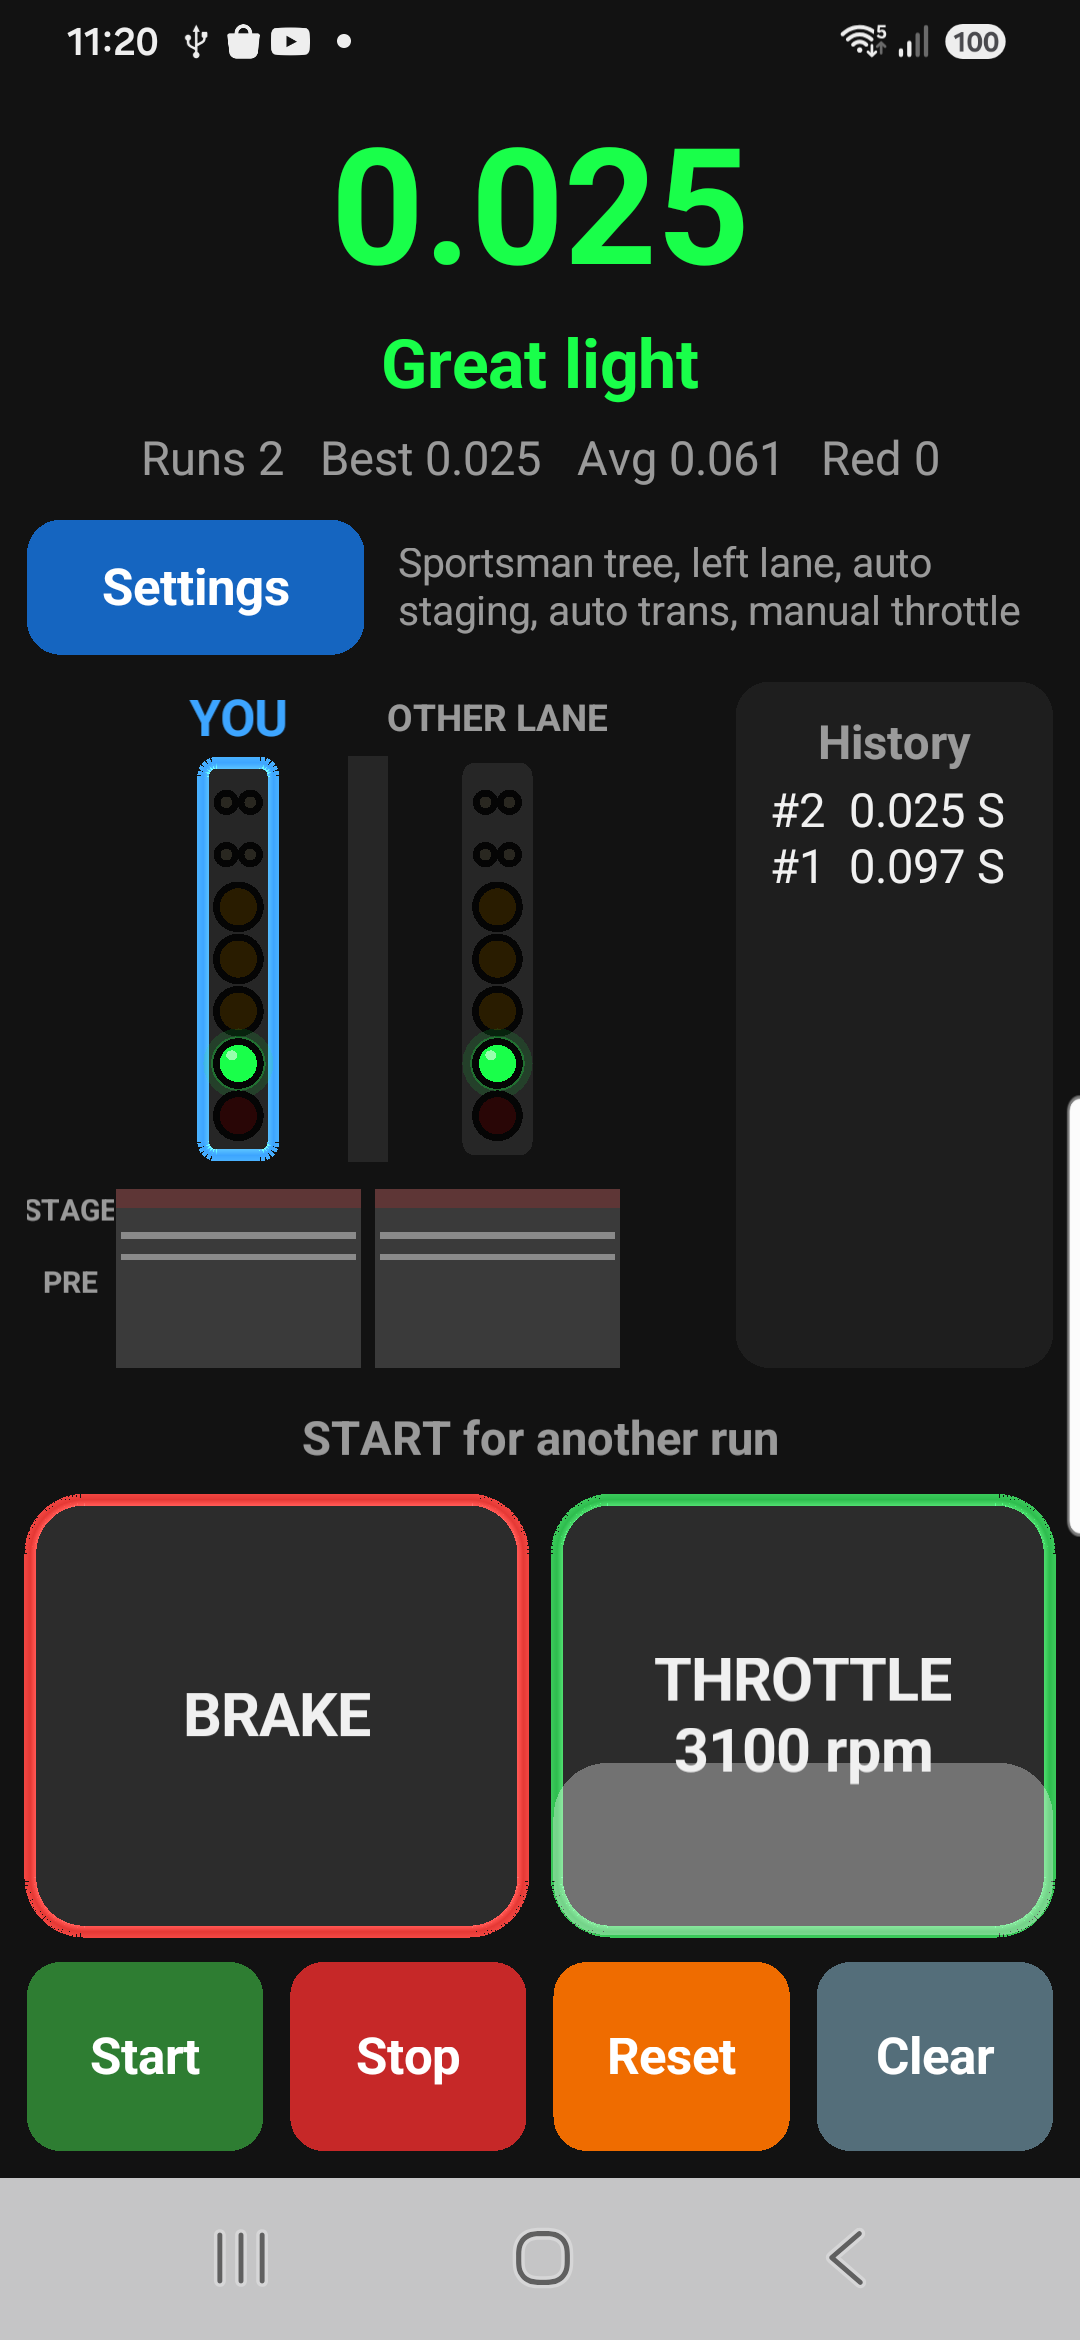 11:20
5
100
0.025
Great light
Runs 2 Best 0.025 Avg 0.061 Red 0
Settings
Sportsman tree, left lane, auto
staging, auto trans, manual throttle
YOU
OTHER LANE
History
#2 0.025 S
#1 0.097 S
STAGE
PRE
START for another run
BRAKE
THROTTLE
3100 rpm
Start
Stop
Reset
Clear